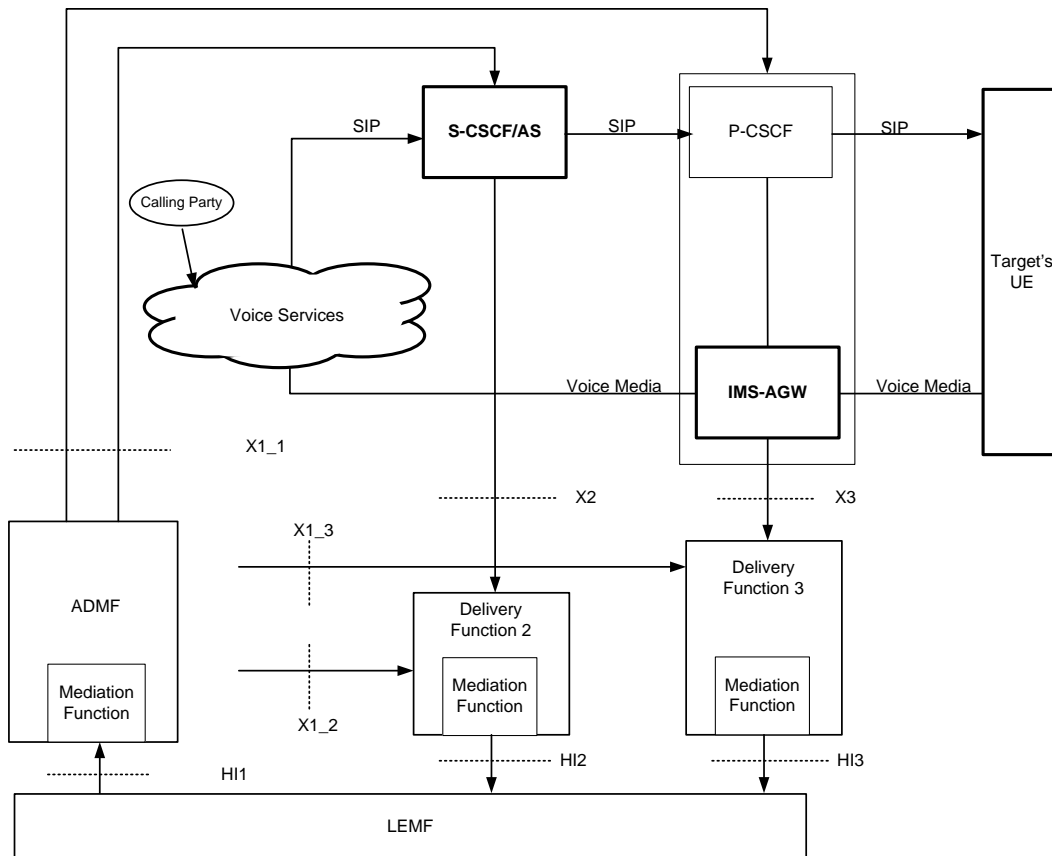 SIP
S-CSCF/AS
SIP
P-CSCF
SIP
Calling Party
Target's
UE
Voice Services
Voice Media
IMS-AGW
Voice Media
X1_1
X2
X3
X1_3
ADMF
Delivery
Function 2
Delivery
Function 3
Mediation
Function
Mediation
Function
Mediation
Function
X1_2
HI1
HI2
HI3
LEMF